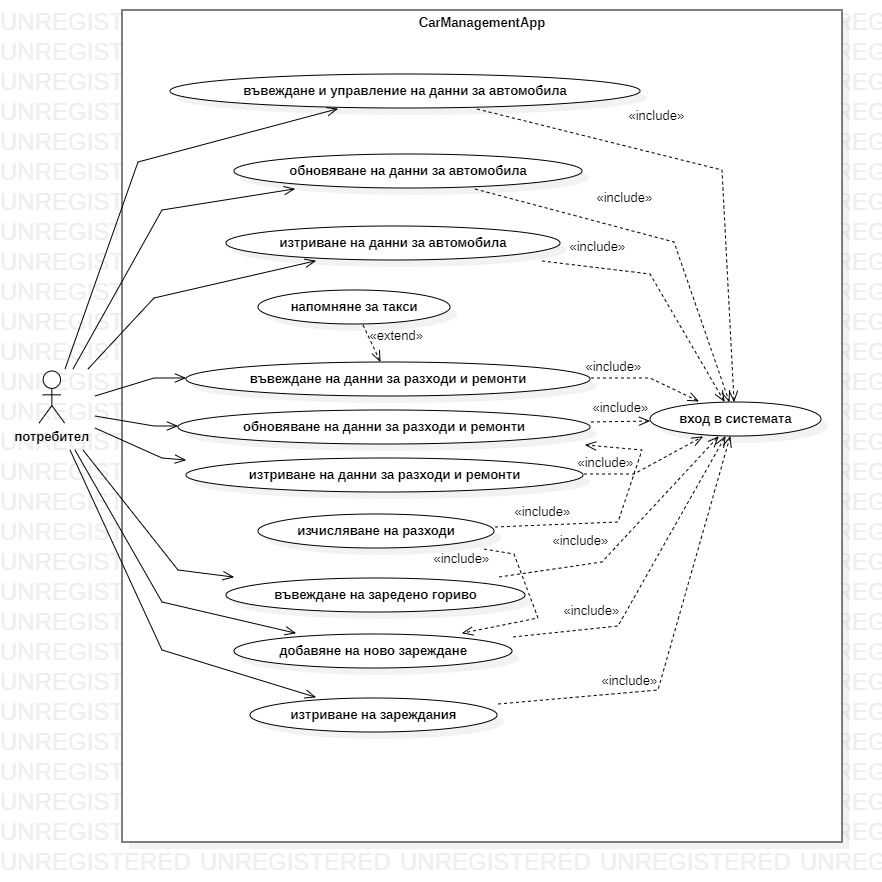 CarManagementApp
въвеждане и управление на данни за автомобила
«include»
обновяване на данни за автомобила
«include»
изтриване на данни за автомобила
«include»
напомняне за такси
«extend»
въвеждане на данни за разходи и ремонти
«include»
обновяване на данни за разходи и ремонти
«include»
вход в системата
потребител
изтриване на данни за разходи и ремонти
«include»
изчисляване на разходи
«include»
«include»
«include»
въвеждане на заредено гориво
«include»
добавяне на ново зареждане
«include»
изтриване на зареждания
UNREGISTERED UNREGISTERED UNREGISTERED UNREGISTERED UNREG